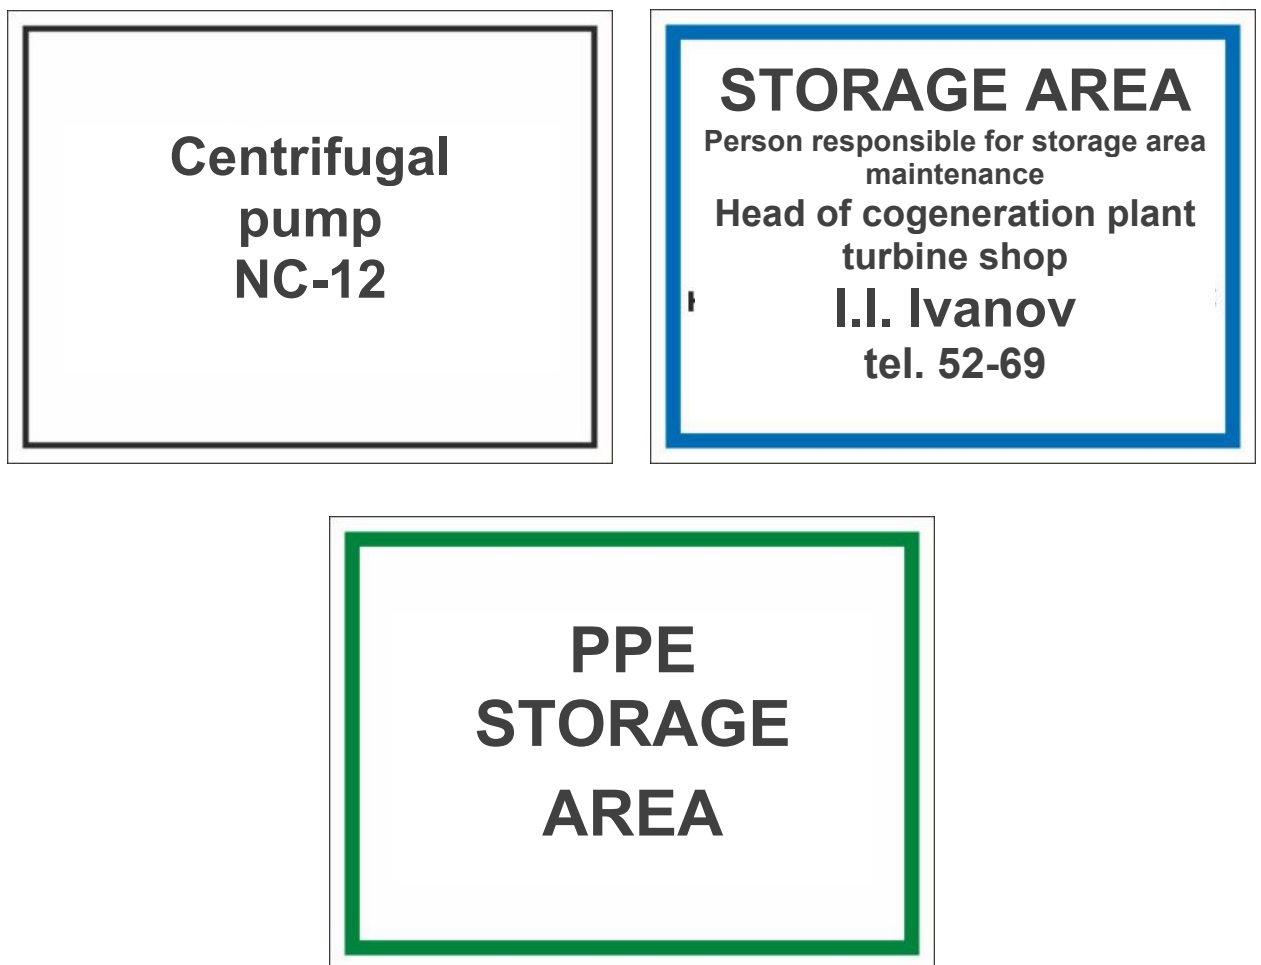 Centrifugal
pump
NC-12
STORAGE AREA
Person responsible for storage area
maintenance
Head of cogeneration plant
turbine shop
I.I. Ivanov
tel. 52-69
PPE
STORAGE
AREA